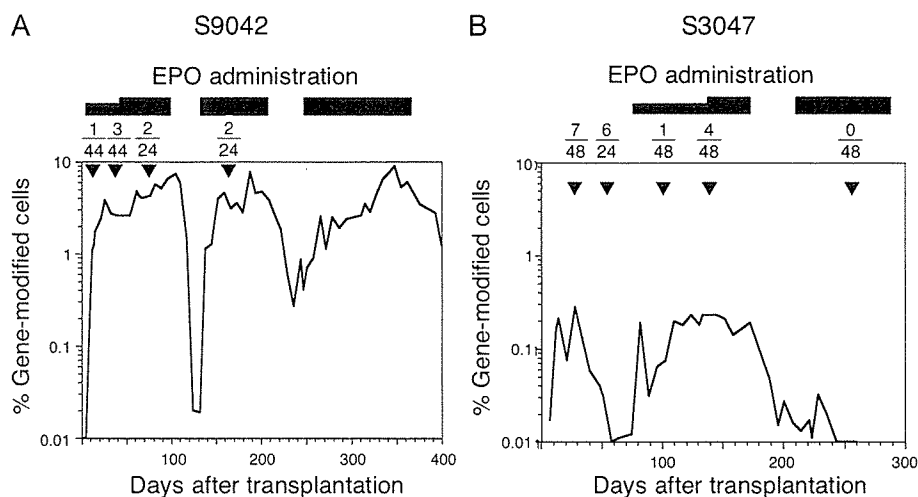 A S9042
EPO administration
1 3 2 2
44 44 24 24
% Gene-modified cells
10
1
0.1
0.01
100 200 300 400
Days after transplantation
B S3047
EPO administration
7 6 1 4 0
48 24 48 48 48
% Gene-modified cells
10
1
0.1
0.01
100 200 300
Days after transplantation